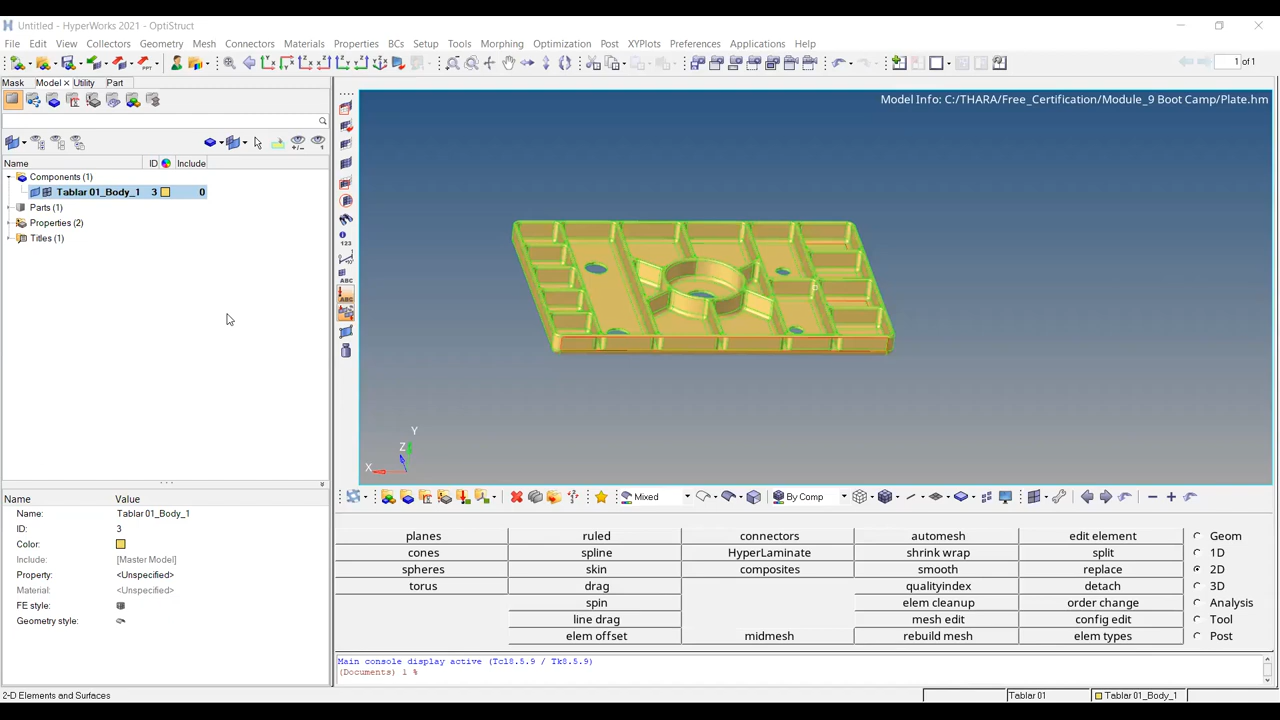 Untitled - HyperWorks 2021 - OptiStruct
File Edit View Collectors Geometry Mesh Connectors Materials Properties BCs Setup Tools Morphing Optimization Post XYPlots Preferences Applications Help
1 of 1
Mask Model Utility Part
Model Info: C:/THARA/Free_Certification/Module_9 Boot Camp/Plate.hm
Name ID Include
Components (1)
Tablar 01_Body_1 3 0
Parts (1)
Properties (2)
Titles (1)
123
ABC
ABC
Y
Z
X
Name Value
Name: Tablar 01_Body_1
ID: 3
Color:
Include: [Master Model]
Property: <Unspecified>
Material: <Unspecified>
FE style:
Geometry style:
Mixed By Comp
planes ruled connectors automesh edit element Geom
cones spline HyperLaminate shrink wrap split 1D
spheres skin composites smooth replace 2D
torus drag qualityindex detach 3D
spin elem cleanup order change Analysis
line drag mesh edit config edit Tool
elem offset midmesh rebuild mesh elem types Post
Main console display active (Tcl8.5.9 / Tk8.5.9)
(Documents) 1 %
2-D Elements and Surfaces Tablar 01 Tablar 01_Body_1